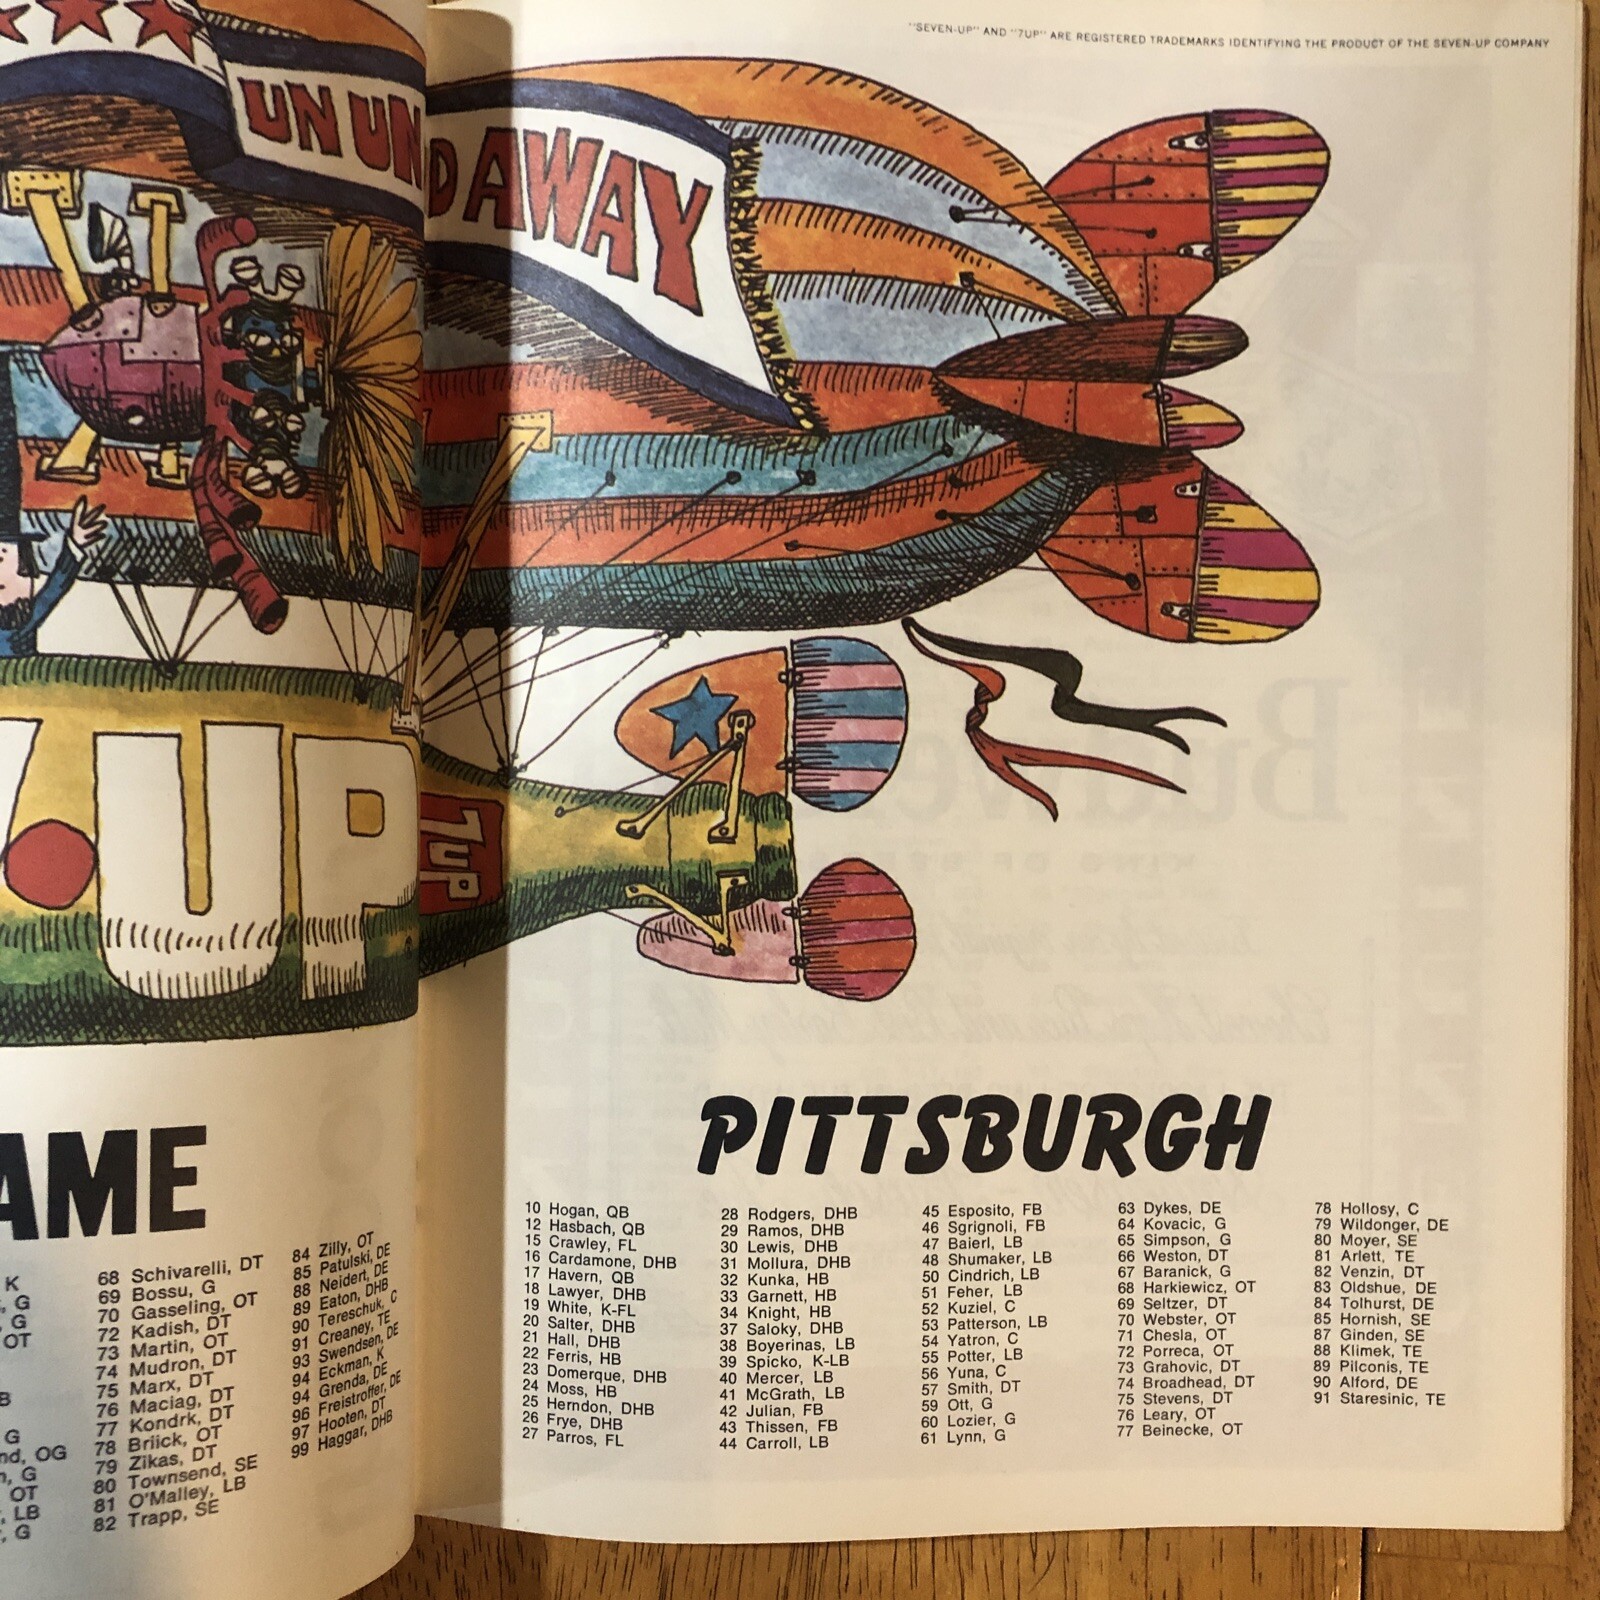 "SEVEN-UP" AND "7UP" ARE REGISTERED TRADEMARKS IDENTIFYING THE PRODUCT OF THE SEVEN-UP COMPANY
UN UN
D AWAY
UP
7UP
AME
K
68 Schivarelli, DT
69 Bossu, G
70 Gasseling, OT
72 Kadish, DT
73 Martin, OT
74 Mudron, DT
75 Marx, DT
76 Maciag, DT
77 Kondrk, DT
78 Briick, OT
79 Zikas, DT
80 Townsend, SE
81 O'Malley, LB
82 Trapp, SE
84 Zilly, OT
85 Patulski, DE
88 Neidert, DE
89 Eaton, DHB
90 Tereschuk, C
91 Creaney, TE
93 Swendsen, DE
94 Eckman, K
94 Grenda, DE
96 Freistroffer, DE
97 Hooten, DT
99 Haggar, DHB
, G
, G
OT
B
G
nd, OG
n, G
OT
, LB
, G
PITTSBURGH
10 Hogan, QB
12 Hasbach, QB
15 Crawley, FL
16 Cardamone, DHB
17 Havern, QB
18 Lawyer, DHB
19 White, K-FL
20 Salter, DHB
21 Hall, DHB
22 Ferris, HB
23 Domerque, DHB
24 Moss, HB
25 Herndon, DHB
26 Frye, DHB
27 Parros, FL
28 Rodgers, DHB
29 Ramos, DHB
30 Lewis, DHB
31 Mollura, DHB
32 Kunka, HB
33 Garnett, HB
34 Knight, HB
37 Saloky, DHB
38 Boyerinas, LB
39 Spicko, K-LB
40 Mercer, LB
41 McGrath, LB
42 Julian, FB
43 Thissen, FB
44 Carroll, LB
45 Esposito, FB
46 Sgrignoli, FB
47 Baierl, LB
48 Shumaker, LB
50 Cindrich, LB
51 Feher, LB
52 Kuziel, C
53 Patterson, LB
54 Yatron, C
55 Potter, LB
56 Yuna, C
57 Smith, DT
59 Ott, G
60 Lozier, G
61 Lynn, G
63 Dykes, DE
64 Kovacic, G
65 Simpson, G
66 Weston, DT
67 Baranick, G
68 Harkiewicz, OT
69 Seltzer, DT
70 Webster, OT
71 Chesla, OT
72 Porreca, OT
73 Grahovic, DT
74 Broadhead, DT
75 Stevens, DT
76 Leary, OT
77 Beinecke, OT
78 Hollosy, C
79 Wildonger, DE
80 Moyer, SE
81 Arlett, TE
82 Venzin, DT
83 Oldshue, DE
84 Tolhurst, DE
85 Hornish, SE
87 Ginden, SE
88 Klimek, TE
89 Pilconis, TE
90 Alford, DE
91 Staresinic, TE